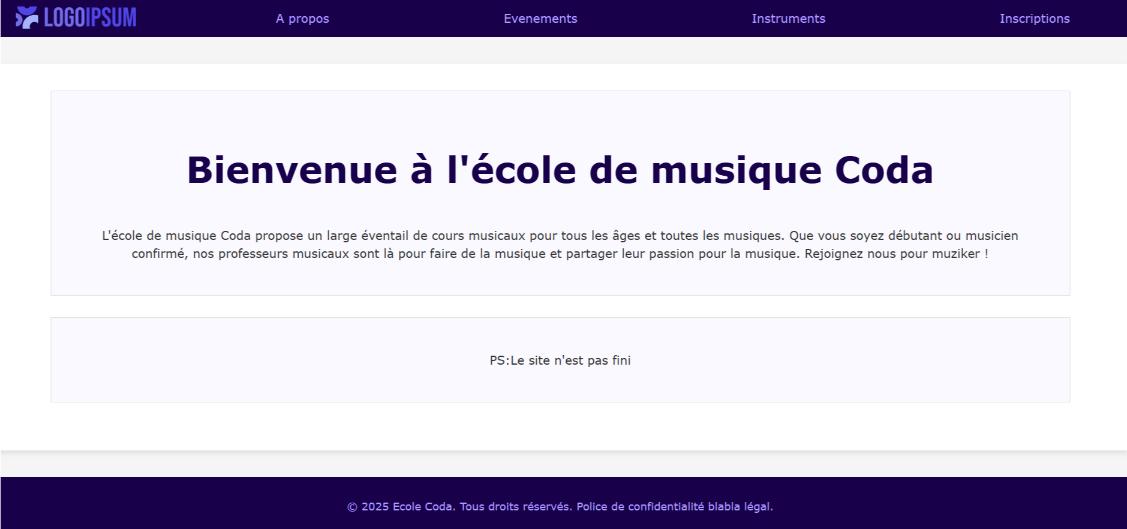 LOGOIPSUM A propos Evenements Instruments Inscriptions
Bienvenue à l'école de musique Coda
L'école de musique Coda propose un large éventail de cours musicaux pour tous les âges et toutes les musiques. Que vous soyez débutant ou musicien
confirmé, nos professeurs musicaux sont là pour faire de la musique et partager leur passion pour la musique. Rejoignez nous pour muziker !
PS:Le site n'est pas fini
© 2025 Ecole Coda. Tous droits réservés. Police de confidentialité blabla légal.